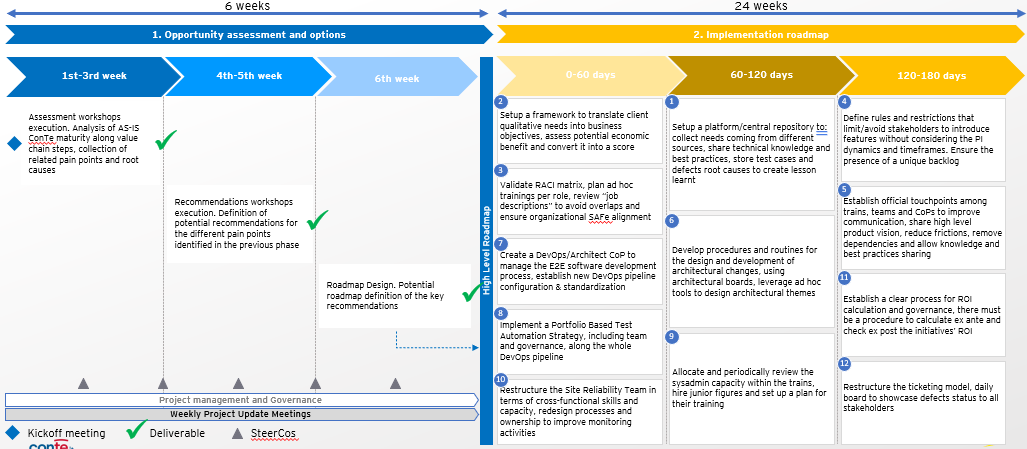 6 weeks
24 weeks
1. Opportunity assessment and options
2. Implementation roadmap
1st-3rd week
4th-5th week
6th week
0-60 days
60-120 days
120-180 days
Assessment workshops
execution. Analysis of AS-IS
ConTe maturity along value
chain steps, collection of
related pain points and root
causes
Recommendations workshops
execution. Definition of
potential recommendations for
the different pain points
identified in the previous phase
Roadmap Design. Potential
roadmap definition of the key
recommendations
Project management and Governance
Weekly Project Update Meetings
Kickoff meeting
Deliverable
SteerCos
conte
High Level Roadmap
2
Setup a framework to translate client
qualitative needs into business
objectives, assess potential economic
benefit and convert it into a score
3
Validate RACI matrix, plan ad hoc
trainings per role, review “job
descriptions” to avoid overlaps and
ensure organizational SAFe alignment
7
Create a DevOps/Architect CoP to
manage the E2E software development
process, establish new DevOps pipeline
configuration & standardization
8
Implement a Portfolio Based Test
Automation Strategy, including team
and governance, along the whole
DevOps pipeline
10
Restructure the Site Reliability Team in
terms of cross-functional skills and
capacity, redesign processes and
ownership to improve monitoring
activities
1
Setup a platform/central repository to:
collect needs coming from different
sources, share technical knowledge and
best practices, store test cases and
defects root causes to create lesson
learnt
6
Develop procedures and routines for
the design and development of
architectural changes, using
architectural boards, leverage ad hoc
tools to design architectural themes
9
Allocate and periodically review the
sysadmin capacity within the trains,
hire junior figures and set up a plan for
their training
4
Define rules and restrictions that
limit/avoid stakeholders to introduce
features without considering the PI
dynamics and timeframes. Ensure the
presence of a unique backlog
5
Establish official touchpoints among
trains, teams and CoPs to improve
communication, share high level
product vision, reduce frictions, remove
dependencies and allow knowledge and
best practices sharing
11
Establish a clear process for ROI
calculation and governance, there must
be a procedure to calculate ex ante and
check ex post the initiatives’ ROI
12
Restructure the ticketing model, daily
board to showcase defects status to all
stakeholders